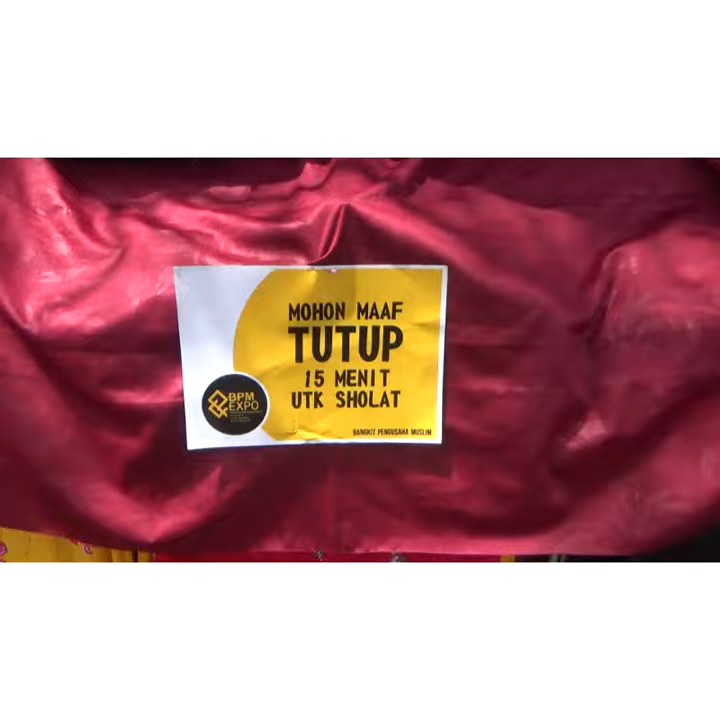 MOHON MAAF
TUTUP
15 MENIT
UTK SHOLAT
BPM
EXPO
BANGKIT PENGUSAHA MUSLIM